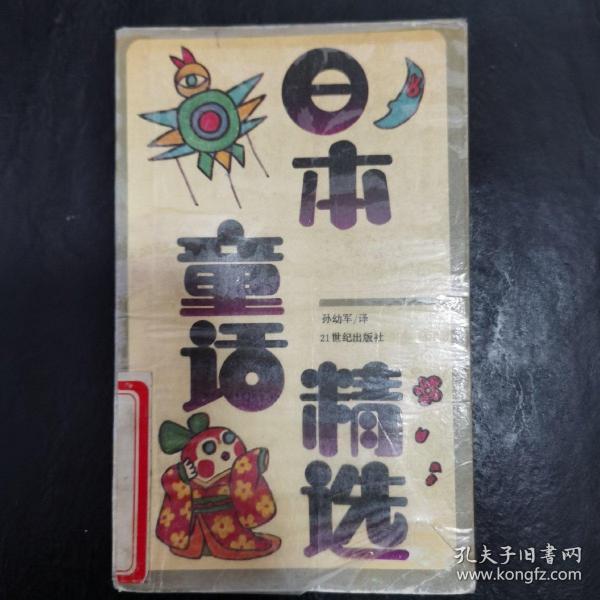 日本
童话
精选
孙幼军/译
21世纪出版社
孔夫子旧书网
www.kongfz.com